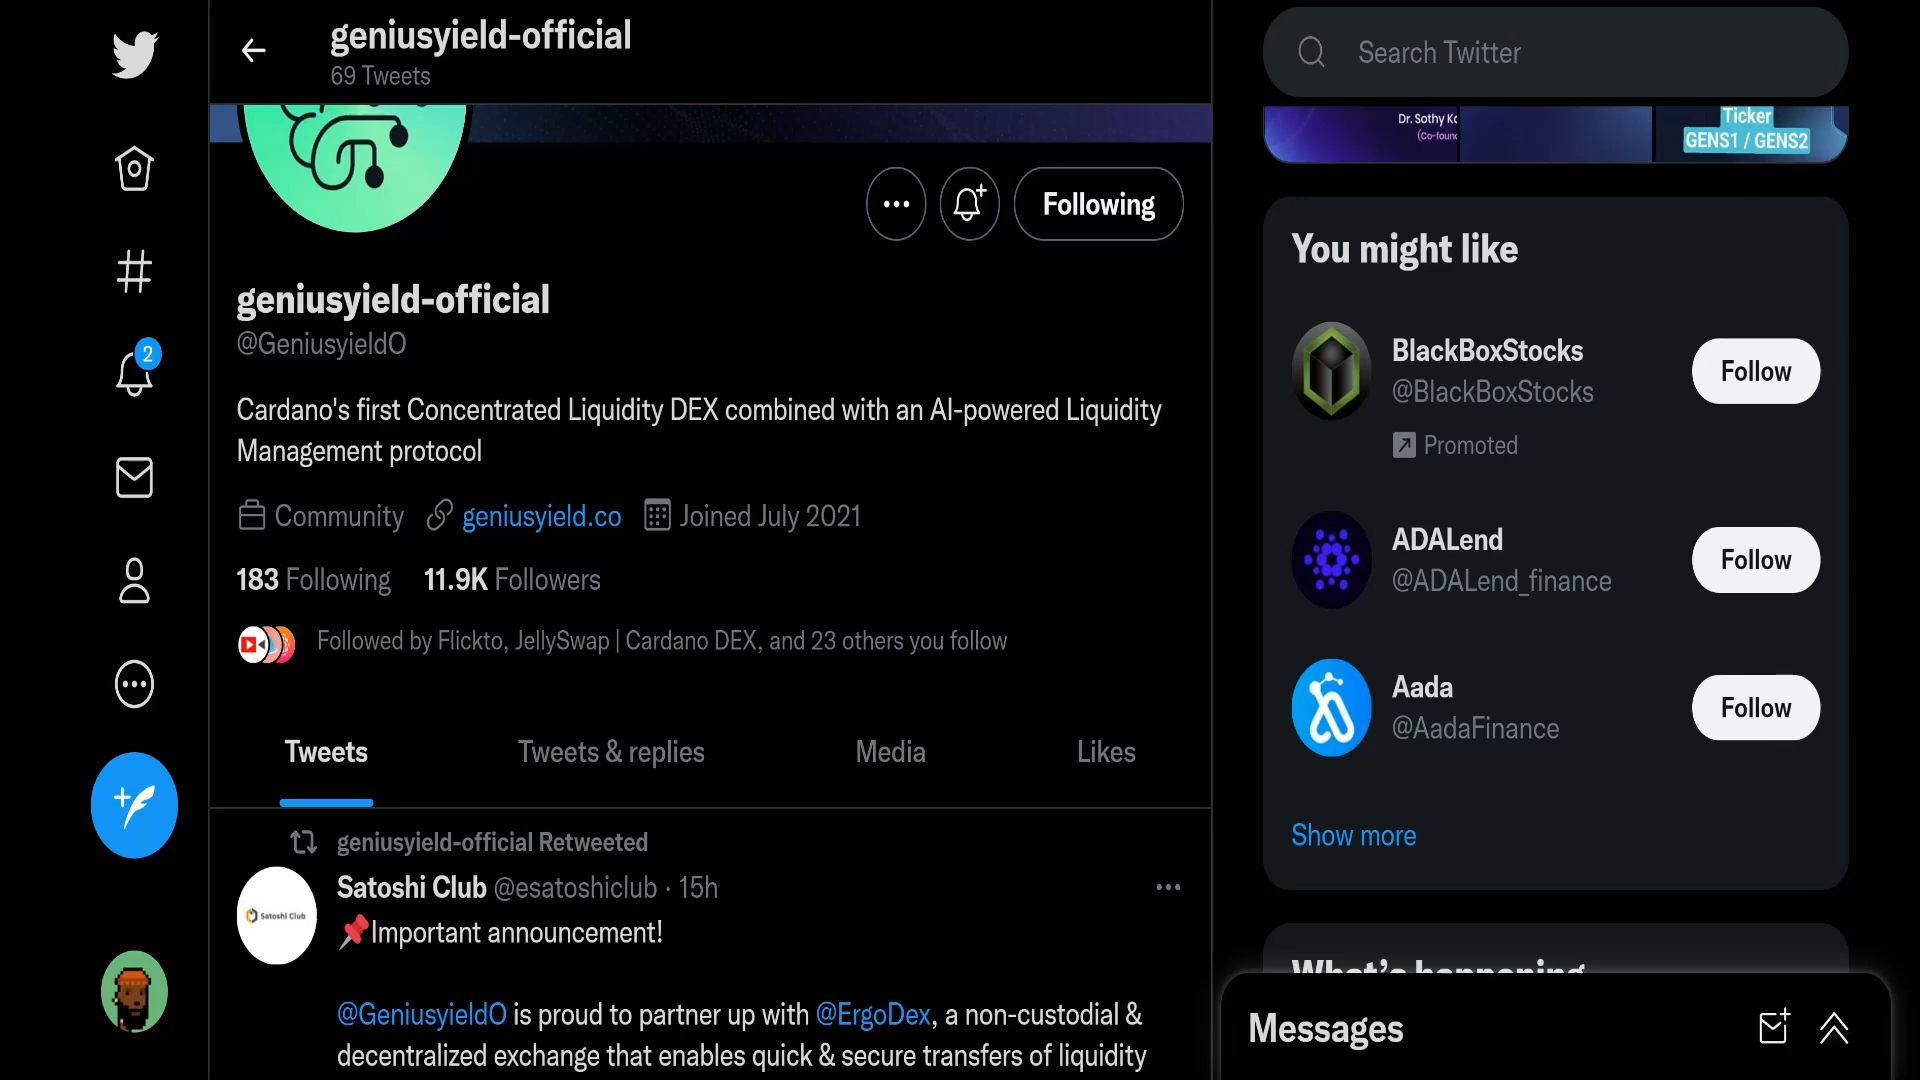 geniusyield-official
69 Tweets
Search Twitter
Dr. Sothy
Ticker
GENS1 / GENS2
Following
geniusyield-official
@GeniusyieldO
Cardano's first Concentrated Liquidity DEX combined with an AI-powered Liquidity
Management protocol
Community geniusyield.co Joined July 2021
183 Following 11.9K Followers
Followed by Flickto, JellySwap | Cardano DEX, and 23 others you follow
Tweets Tweets & replies Media Likes
geniusyield-official Retweeted
Satoshi Club @esatoshiclub · 15h
Satoshi Club
📌Important announcement!
@GeniusyieldO is proud to partner up with @ErgoDex, a non-custodial &
decentralized exchange that enables quick & secure transfers of liquidity
2
You might like
BlackBoxStocks
@BlackBoxStocks
Follow
Promoted
ADALend
@ADALend_finance
Follow
Aada
@AadaFinance
Follow
Show more
What's happening
Messages